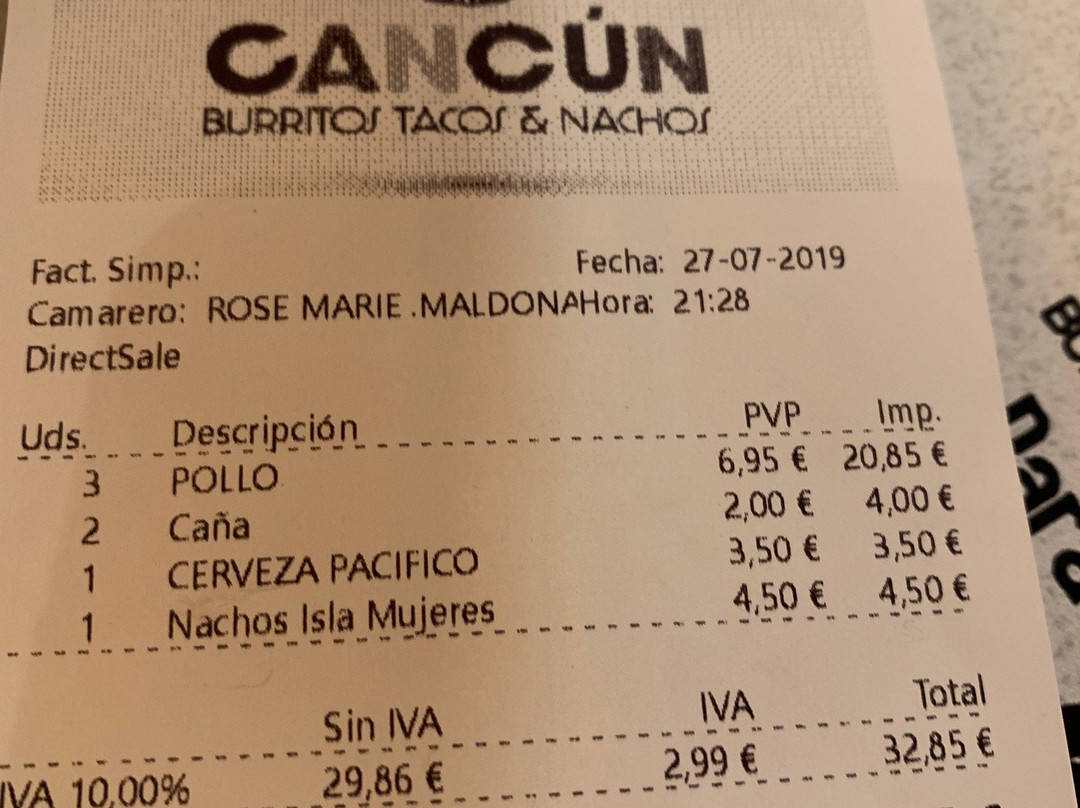 CANCÚN
BURRITOS TACOS & NACHOS
Fact. Simp.: Fecha: 27-07-2019
Camarero: ROSE MARIE .MALDONAHora: 21:28
DirectSale
Uds. Descripción PVP Imp.
3 POLLO 6,95 € 20,85 €
2 Caña 2,00 € 4,00 €
1 CERVEZA PACIFICO 3,50 € 3,50 €
1 Nachos Isla Mujeres 4,50 € 4,50 €
Sin IVA IVA Total
IVA 10,00% 29,86 € 2,99 € 32,85 €